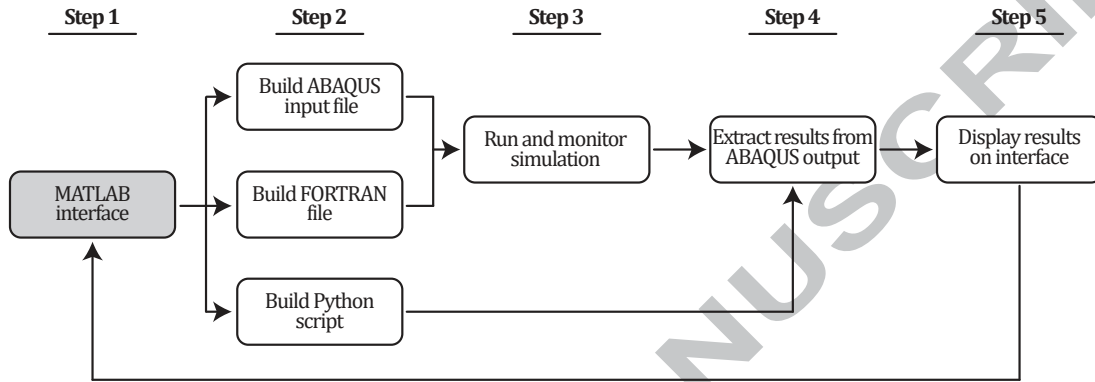 Step 1
Step 2
Step 3
Step 4
Step 5
Build ABAQUS
input file
Run and monitor
simulation
Extract results from
ABAQUS output
Display results
on interface
MATLAB
interface
Build FORTRAN
file
Build Python
script
NUSCRI